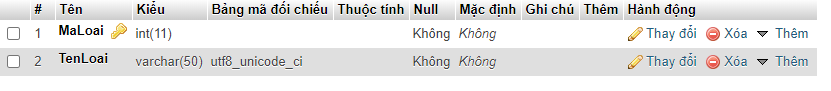 # Tên Kiểu Bảng mã đối chiếu Thuộc tính Null Mặc định Ghi chú Thêm Hành động
1 MaLoai int(11) Không Không Thay đổi Xóa Thêm
2 TenLoai varchar(50) utf8_unicode_ci Không Không Thay đổi Xóa Thêm